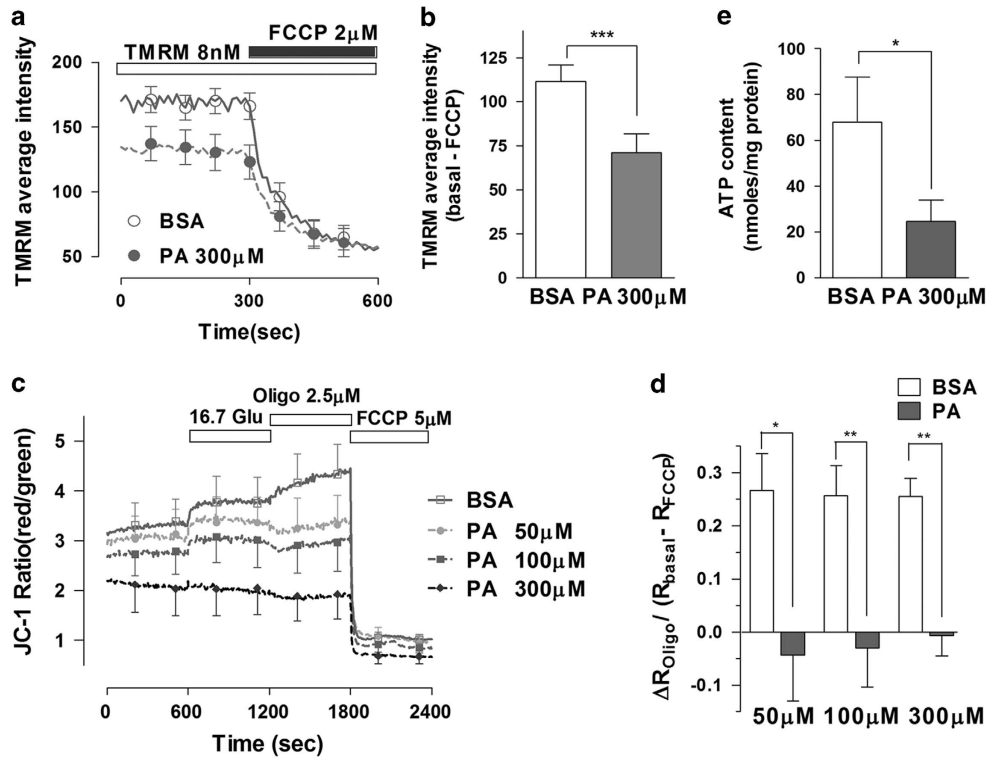 a
FCCP 2μM
TMRM 8nM
TMRM average intensity
200
150
100
50
BSA
PA 300μM
0
300
600
Time(sec)
b
***
TMRM average intensity
(basal - FCCP)
125
100
75
50
25
0
BSA
PA 300μM
e
*
ATP content
(nmoles/mg protein)
100
80
60
40
20
0
BSA
PA 300μM
c
Oligo 2.5μM
16.7 Glu
FCCP 5μM
JC-1 Ratio(red/green)
5
4
3
2
1
BSA
PA 50μM
PA 100μM
PA 300μM
0
600
1200
1800
2400
Time (sec)
d
BSA
PA
*
**
**
ΔROligo/ (Rbasal- RFCCP)
0.3
0.2
0.1
0.0
-0.1
50μM
100μM
300μM